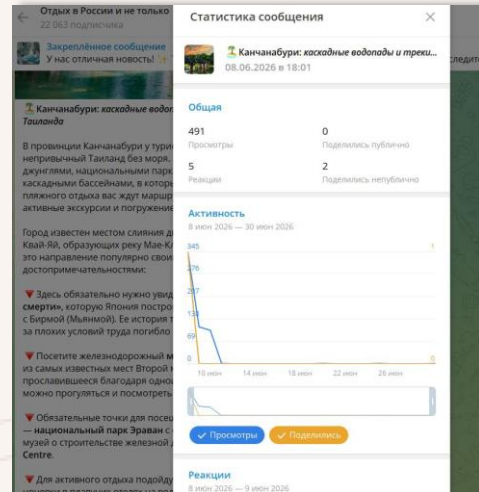 Отдых в России и не только
22 063 подписчика
Закреплённое сообщение
У нас отличная новость!
Канчанабури: каскадные водоп
Таиланда
В провинции Канчанабури у тури
непривычный Таиланд без моря.
джунглями, национальными парк
каскадными бассейнами, в которы
пляжного отдыха вас ждут маршр
активные экскурсии и погружение
Город известен местом слияния д
Квай-Яй, образующих реку Мае-Кл
это направление популярно свои
достопримечательностями:
Здесь обязательно нужно увид
смерти», которую Япония постро
с Бирмой (Мьянмой). Ее история т
за плохих условий труда погибло
Посетите железнодорожный м
из самых известных мест Второй м
прославившееся благодаря одно
можно прогуляться и посмотреть
Обязательные точки для посещ
— национальный парк Эраван с
музей о строительстве железной д
Centre.
Для активного отдыха подойду
Статистика сообщения
Канчанабури: каскадные водопады и треки...
08.06.2026 в 18:01
Общая
491 0
Просмотры Поделились публично
5 2
Реакции Поделились непублично
Активность
8 июн 2026 — 30 июн 2026
345 1
276
207
138
69
0 0
10 июн 14 июн 18 июн 22 июн 26 июн
Просмотры Поделились
Реакции
8 июн 2026 — 9 июн 2026